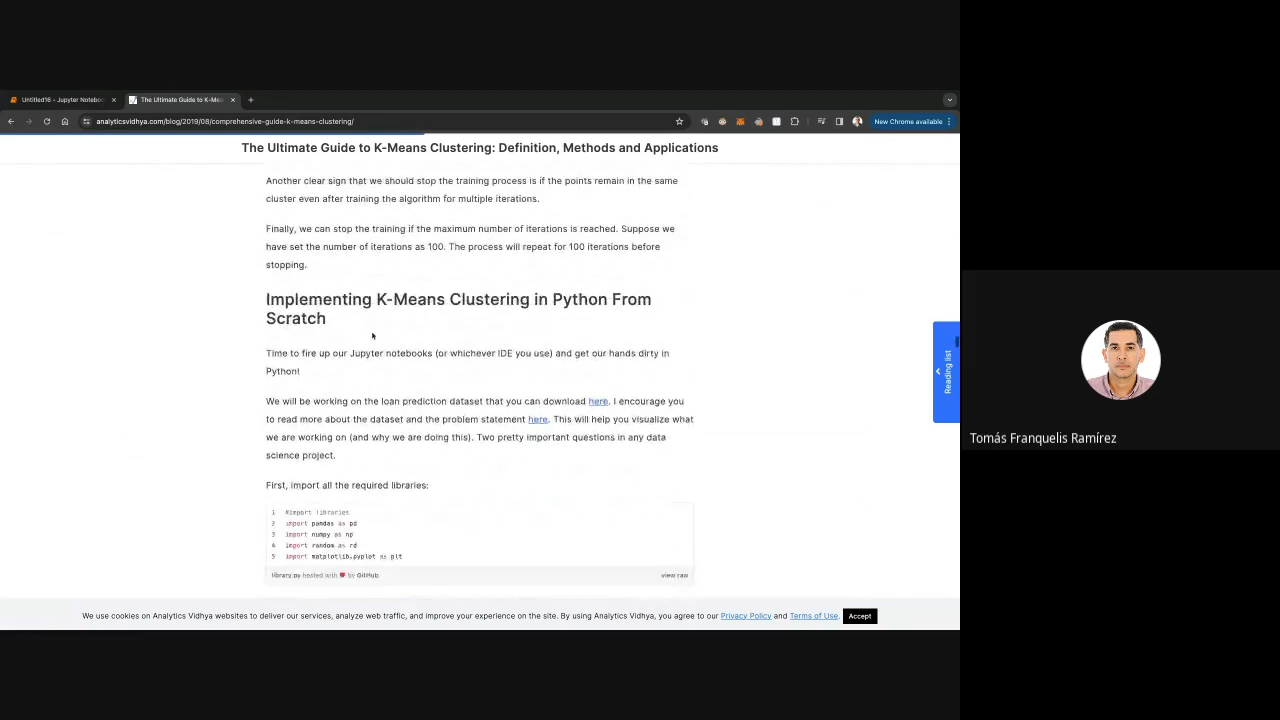 Untitled16 - Jupyter Notebo
The Ultimate Guide to K-Me
analyticsvidhya.com/blog/2019/08/comprehensive-guide-k-means-clustering/
New Chrome available
The Ultimate Guide to K-Means Clustering: Definition, Methods and Applications
Another clear sign that we should stop the training process is if the points remain in the same
cluster even after training the algorithm for multiple iterations.
Finally, we can stop the training if the maximum number of iterations is reached. Suppose we
have set the number of iterations as 100. The process will repeat for 100 iterations before
stopping.
Implementing K-Means Clustering in Python From
Scratch
Time to fire up our Jupyter notebooks (or whichever IDE you use) and get our hands dirty in
Python!
We will be working on the loan prediction dataset that you can download here. I encourage you
to read more about the dataset and the problem statement here. This will help you visualize what
we are working on (and why we are doing this). Two pretty important questions in any data
science project.
First, import all the required libraries:
1 #import libraries
2 import pandas as pd
3 import numpy as np
4 import random as rd
5 import matplotlib.pyplot as plt
library.py hosted with ❤ by GitHub
view raw
Reading list
We use cookies on Analytics Vidhya websites to deliver our services, analyze web traffic, and improve your experience on the site. By using Analytics Vidhya, you agree to our Privacy Policy and Terms of Use. Accept
Tomás Franquelis Ramírez